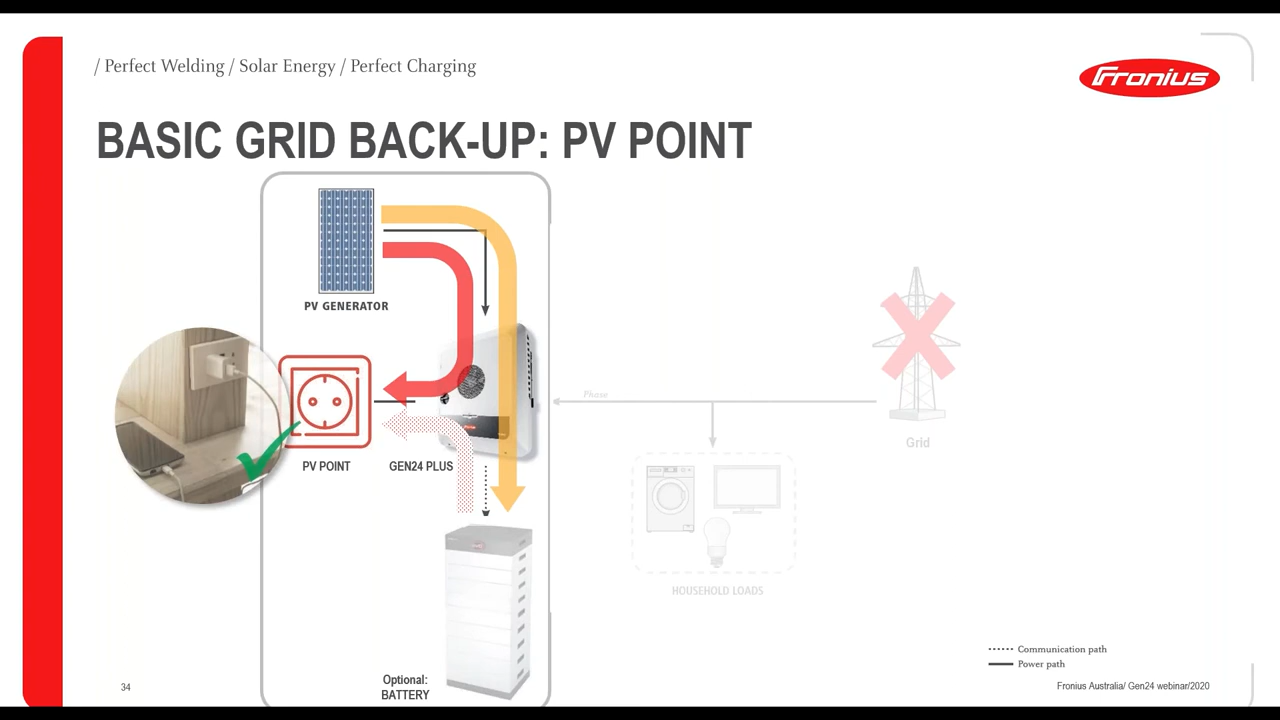 / Perfect Welding / Solar Energy / Perfect Charging
Fronius
BASIC GRID BACK-UP: PV POINT
PV GENERATOR
Phase
Grid
PV POINT
GEN24 PLUS
HOUSEHOLD LOADS
Optional:
BATTERY
Communication path
Power path
34
Fronius Australia/ Gen24 webinar/2020